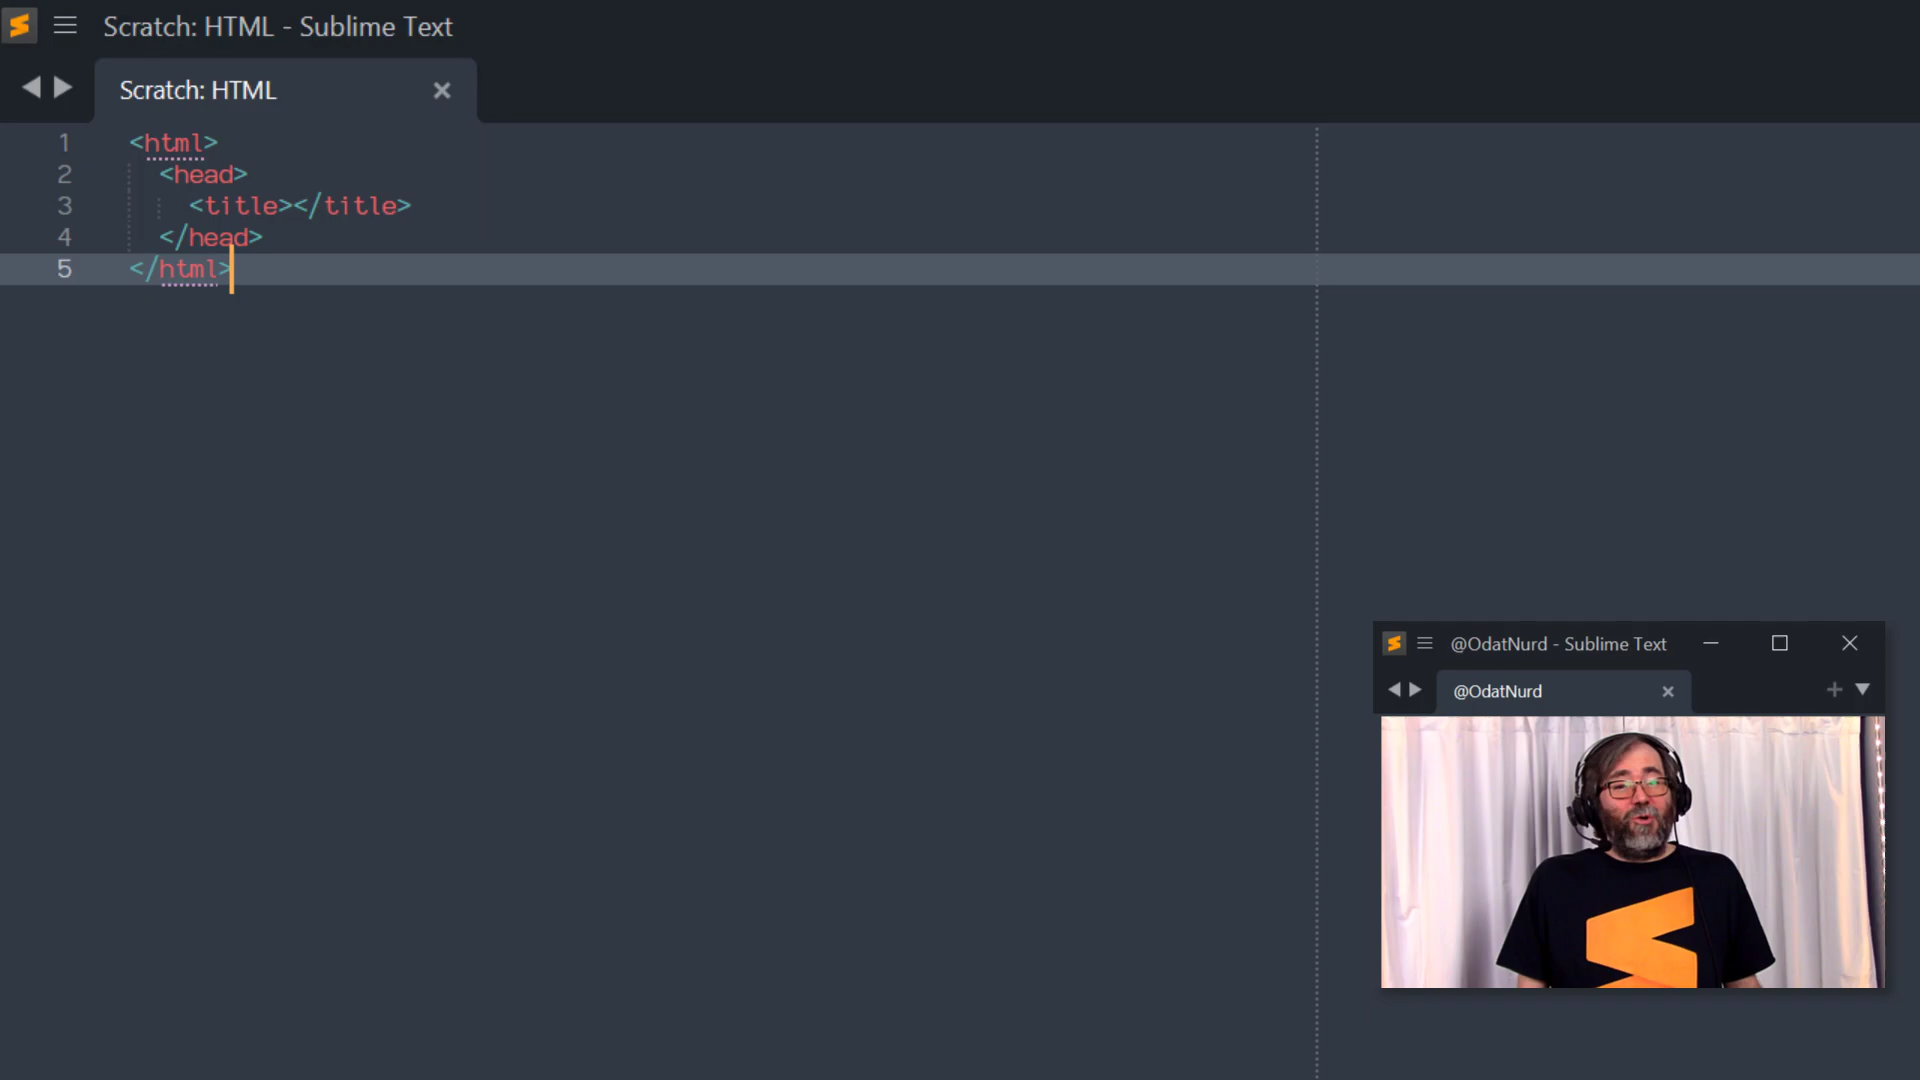 Scratch: HTML - Sublime Text
Scratch: HTML
1 <html>
2 <head>
3 <title></title>
4 </head>
5 </html>
@OdatNurd - Sublime Text
@OdatNurd